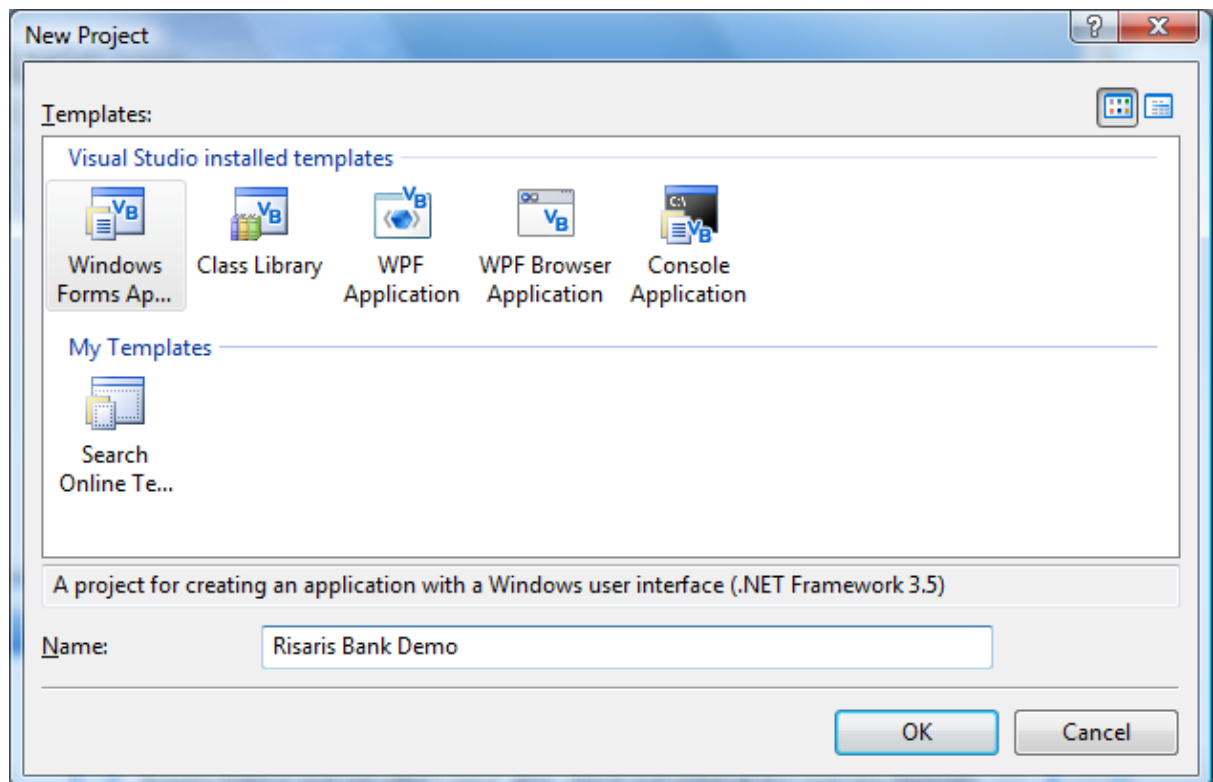 New Project
Templates:
Visual Studio installed templates
Windows Forms Ap...
Class Library
WPF Application
WPF Browser Application
Console Application
My Templates
Search Online Te...
A project for creating an application with a Windows user interface (.NET Framework 3.5)
Name: Risaris Bank Demo
OK Cancel